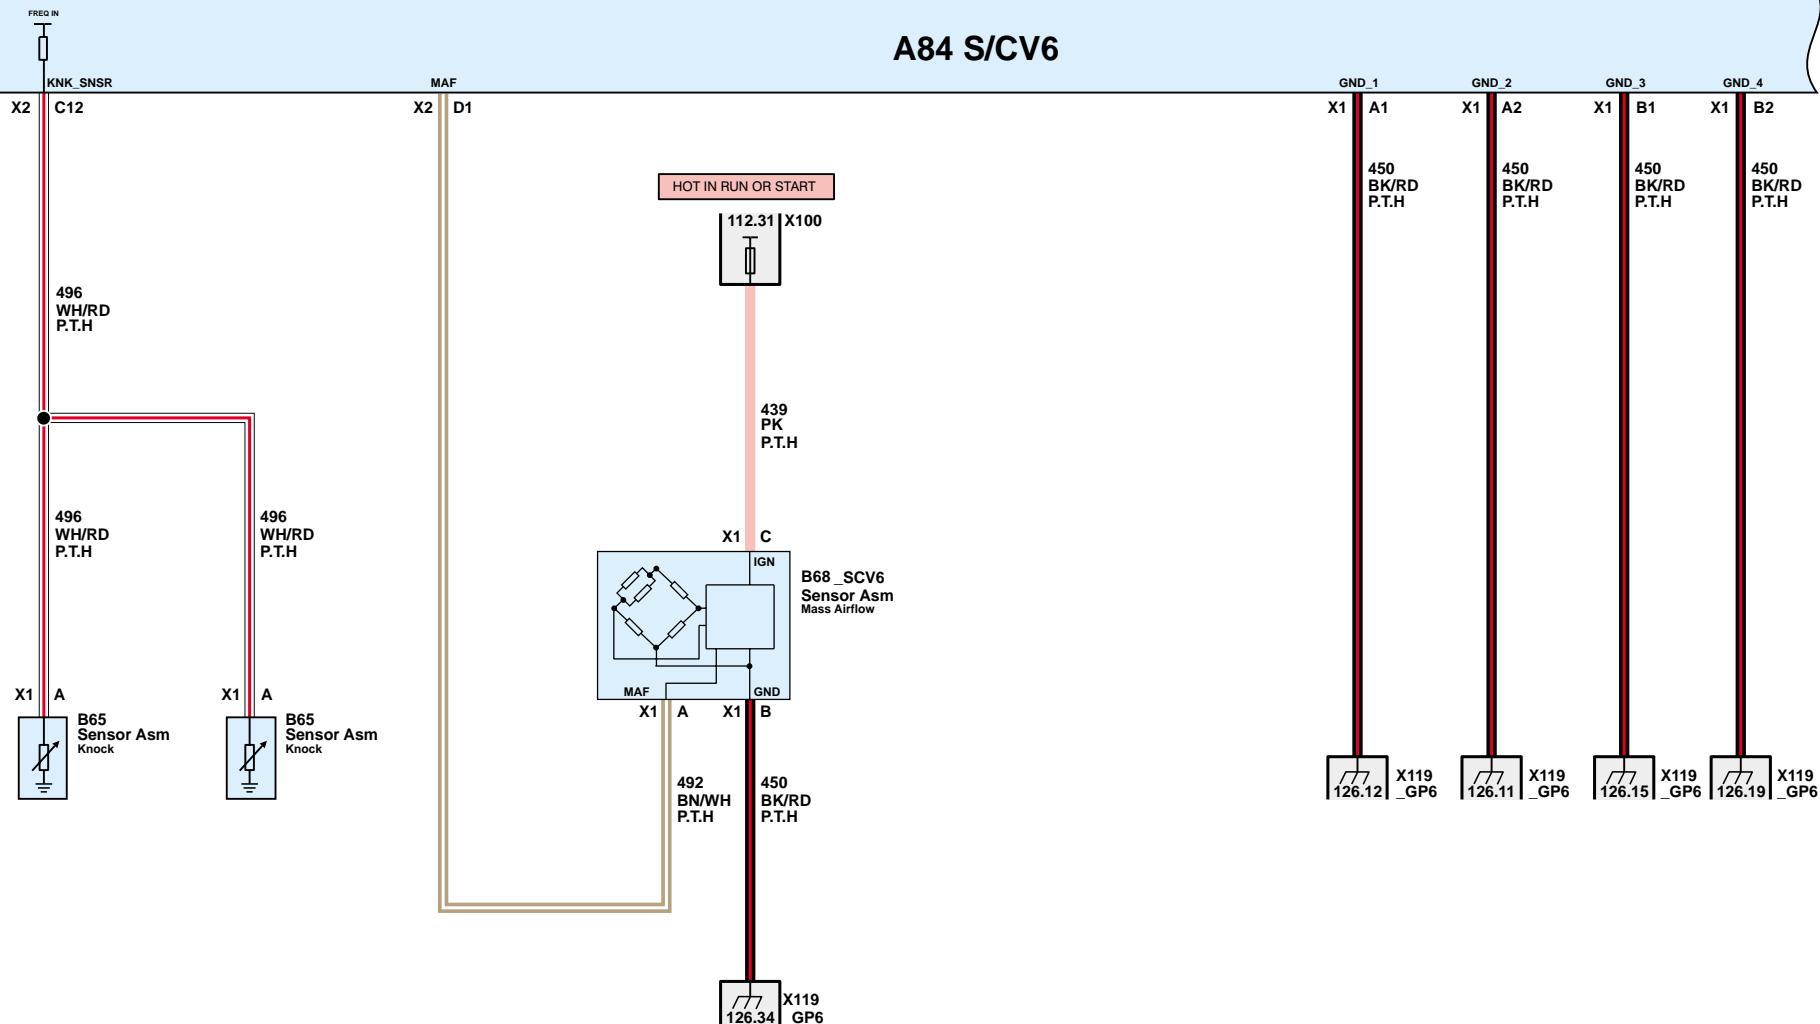 FREQ IN
A84 S/CV6
KNK_SNSR
MAF
GND_1
GND_2
GND_3
GND_4
X2 C12
X2 D1
X1 A1
X1 A2
X1 B1
X1 B2
450
BK/RD
P.T.H
450
BK/RD
P.T.H
450
BK/RD
P.T.H
450
BK/RD
P.T.H
HOT IN RUN OR START
112.31 X100
496
WH/RD
P.T.H
439
PK
P.T.H
496
WH/RD
P.T.H
496
WH/RD
P.T.H
X1 C
IGN
B68_SCV6
Sensor Asm
Mass Airflow
MAF
GND
X1 A
X1 B
X1 A
X1 A
B65
Sensor Asm
Knock
B65
Sensor Asm
Knock
492
BN/WH
P.T.H
450
BK/RD
P.T.H
X119
_GP6
126.12
X119
_GP6
126.11
X119
_GP6
126.15
X119
_GP6
126.19
X119
GP6
126.34